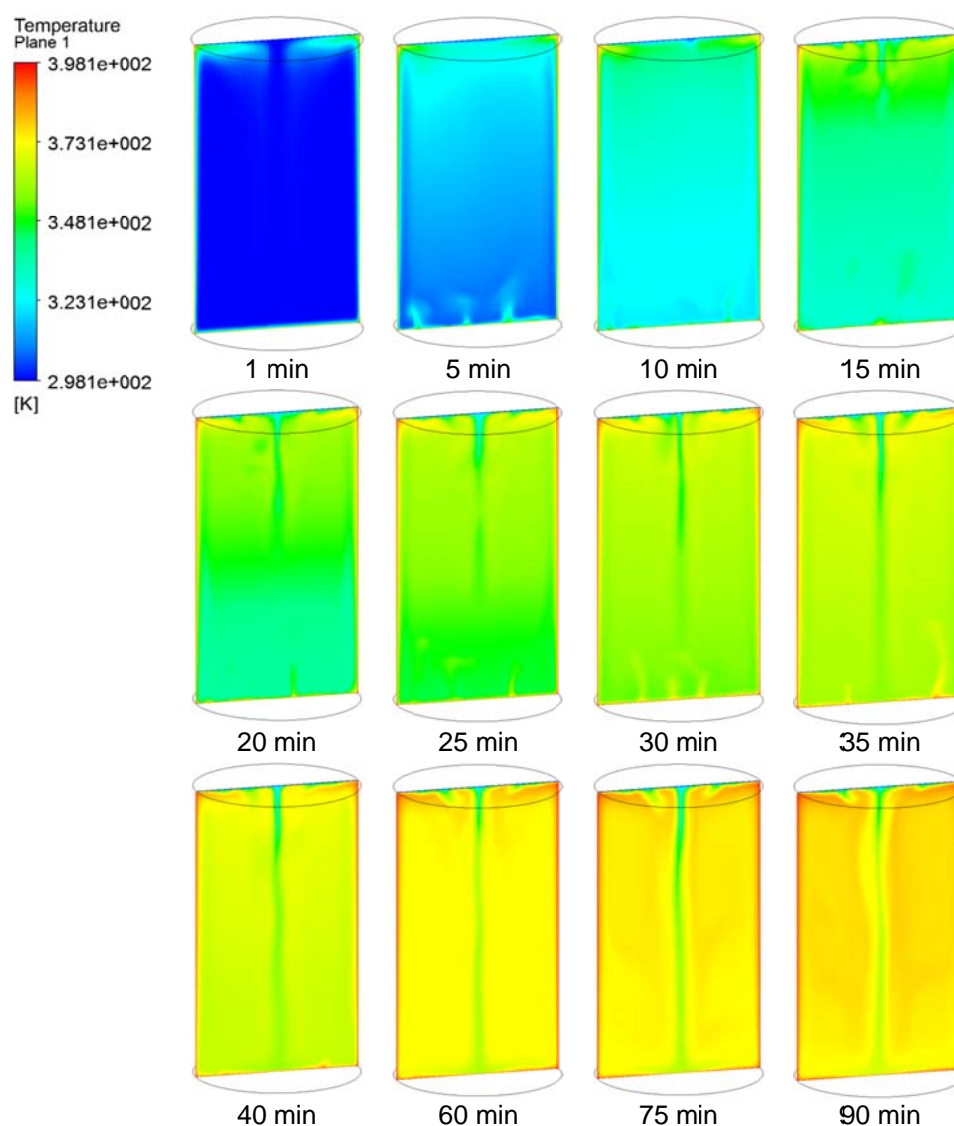 Temperature
Plane 1
3.981e+002
3.731e+002
3.481e+002
3.231e+002
2.981e+002
[K]
1 min
5 min
10 min
15 min
20 min
25 min
30 min
35 min
40 min
60 min
75 min
90 min